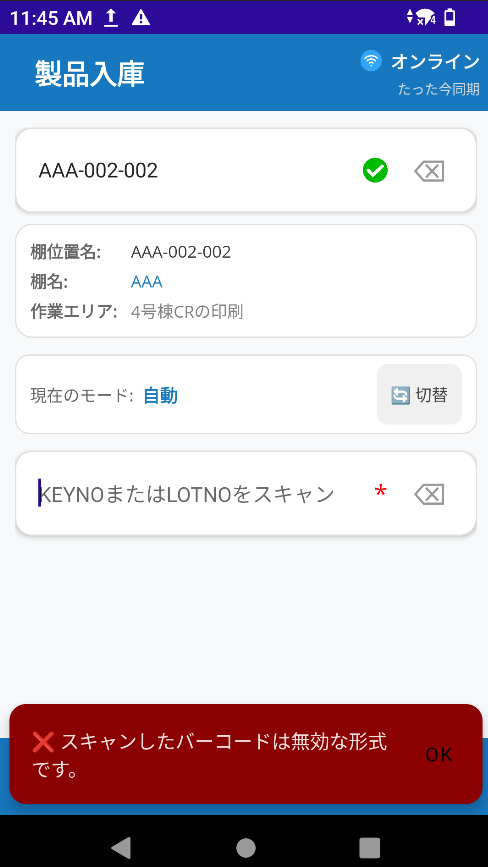 11:45 AM
4
製品入庫
オンライン
たった今同期
AAA-002-002
棚位置名: AAA-002-002
棚名: AAA
作業エリア: 4号棟CRの印刷
現在のモード: 自動
切替
KEYNOまたはLOTNOをスキャン *
スキャンしたバーコードは無効な形式
です。
OK